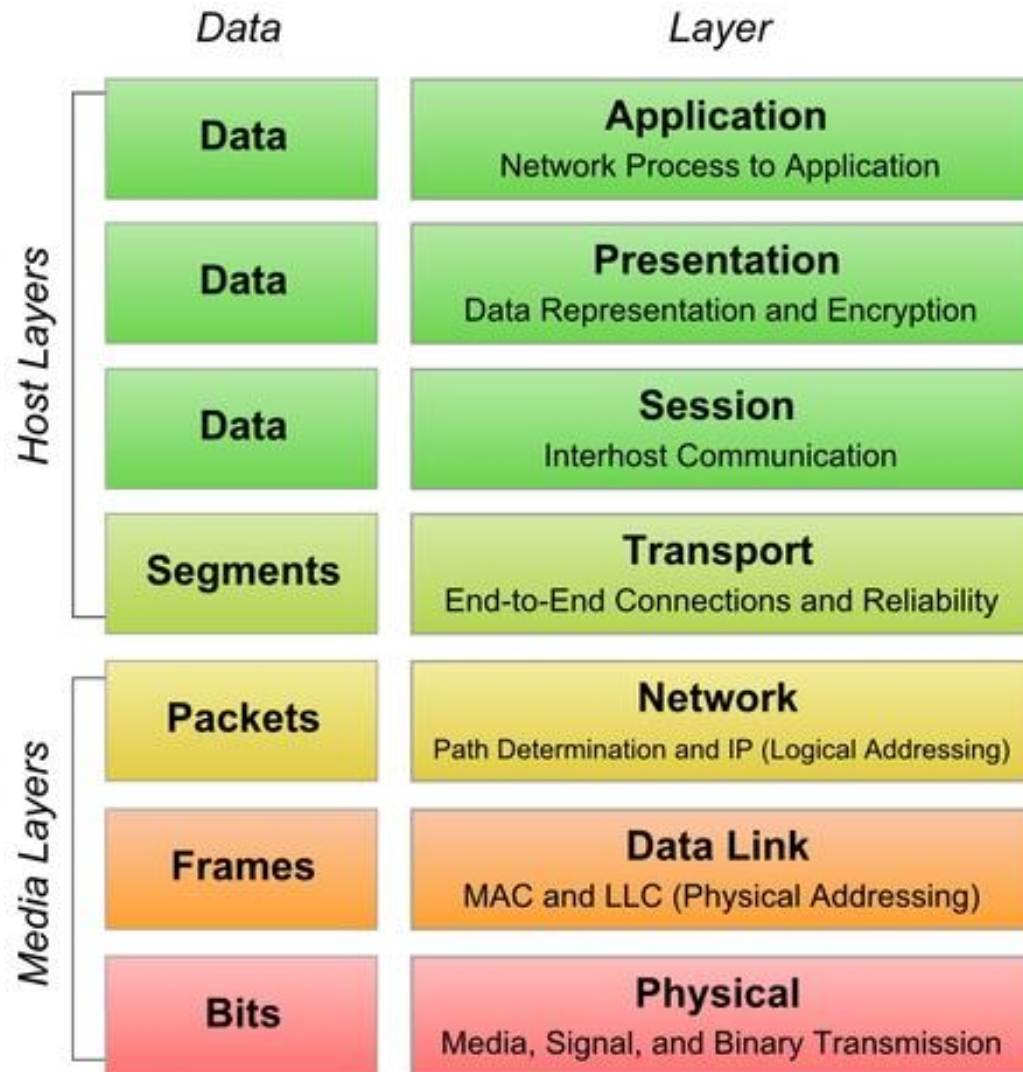 Data
Layer
Host Layers
Data
Application
Network Process to Application
Data
Presentation
Data Representation and Encryption
Data
Session
Interhost Communication
Segments
Transport
End-to-End Connections and Reliability
Media Layers
Packets
Network
Path Determination and IP (Logical Addressing)
Frames
Data Link
MAC and LLC (Physical Addressing)
Bits
Physical
Media, Signal, and Binary Transmission